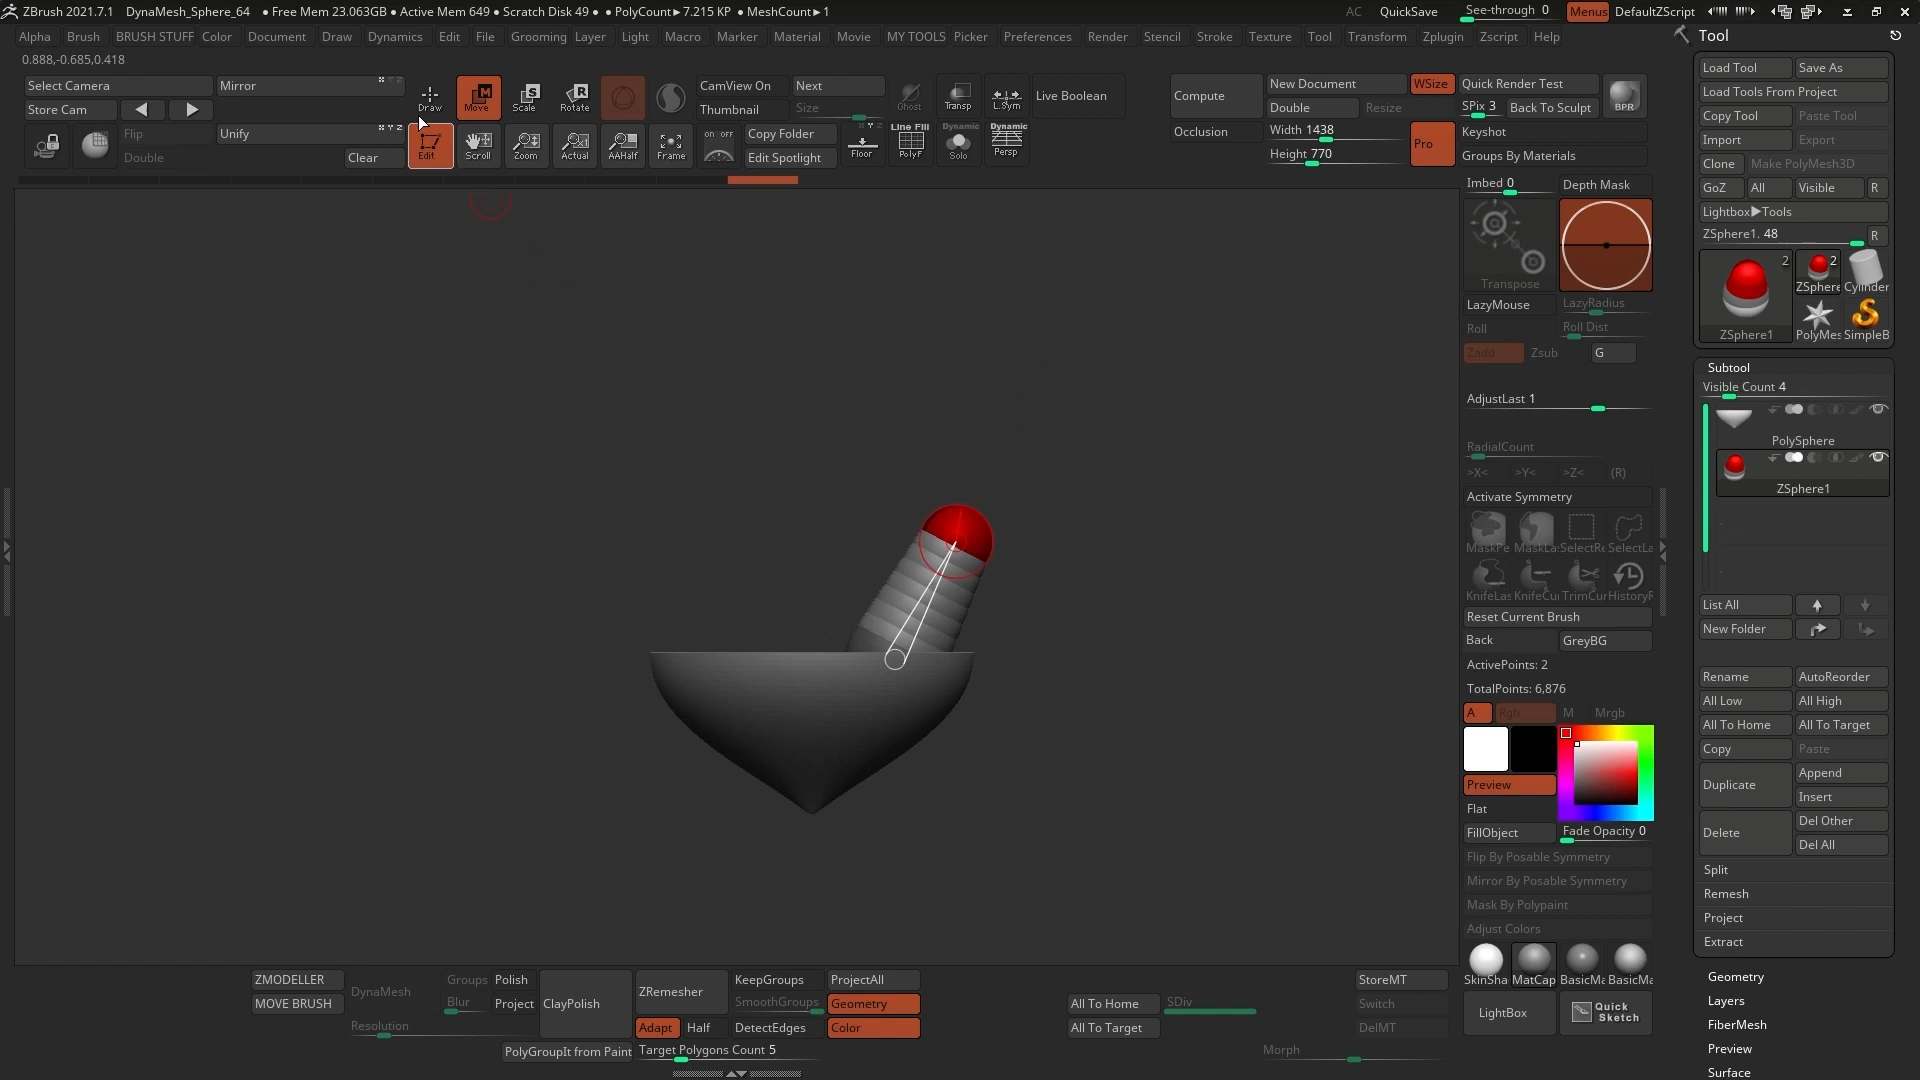 ZBrush 2021.7.1 DynaMesh_Sphere_64 • Free Mem 23.063GB • Active Mem 649 • Scratch Disk 49 • • PolyCount▸7.215 KP • MeshCount▸1 AC QuickSave See-through 0 Menus DefaultZScript
Alpha Brush BRUSH STUFF Color Document Draw Dynamics Edit File Grooming Layer Light Macro Marker Material Movie MY TOOLS Picker Preferences Render Stencil Stroke Texture Tool Transform Zplugin Zscript Help
0.888,-0.685,0.418
Select Camera
Store Cam
Mirror
Flip
Double
Unify
Clear
Draw
Move
Scale
Rotate
Edit
Scroll
Zoom
Actual
AAHalf
Frame
CamView On
Next
Thumbnail
Size
ON OFF
Copy Folder
Edit Spotlight
Floor
Ghost
Transp
L.Sym
Live Boolean
Line Fill
PolyF
Dynamic
Solo
Dynamic
Persp
Compute
Occlusion
New Document
WSize
Double
Resize
Width 1438
Height 770
Pro
Quick Render Test
SPix 3
Back To Sculpt
BPR
Keyshot
Groups By Materials
Imbed 0
Depth Mask
Transpose
LazyMouse
LazyRadius
Roll
Roll Dist
Zadd
Zsub
G
AdjustLast 1
RadialCount
>X<
>Y<
>Z<
(R)
Activate Symmetry
MaskPe
MaskLa
SelectRe
SelectLa
KnifeLas
KnifeCu
TrimCur
HistoryR
Reset Current Brush
Back
GreyBG
ActivePoints: 2
TotalPoints: 6,876
A
Rgb
M
Mrgb
Preview
Flat
FillObject
Fade Opacity 0
Flip By Posable Symmetry
Mirror By Posable Symmetry
Mask By Polypaint
Adjust Colors
SkinSha
MatCap
BasicMa
BasicMa
LightBox
Quick
Sketch
Tool
Load Tool
Save As
Load Tools From Project
Copy Tool
Paste Tool
Import
Export
Clone
Make PolyMesh3D
GoZ
All
Visible
R
Lightbox▶Tools
ZSphere1. 48
R
2
ZSphere1
2
ZSphere
Cylinder
PolyMes
SimpleB
Subtool
Visible Count 4
PolySphere
ZSphere1
List All
New Folder
Rename
AutoReorder
All Low
All High
All To Home
All To Target
Copy
Paste
Duplicate
Append
Insert
Delete
Del Other
Del All
Split
Remesh
Project
Extract
Geometry
Layers
FiberMesh
Preview
Surface
ZMODELLER
MOVE BRUSH
DynaMesh
Groups
Polish
Blur
Project
Resolution
ClayPolish
PolyGroupIt from Paint
ZRemesher
Adapt
Half
KeepGroups
SmoothGroups
DetectEdges
Target Polygons Count 5
ProjectAll
Geometry
Color
All To Home
All To Target
SDiv
StoreMT
Switch
DelMT
Morph